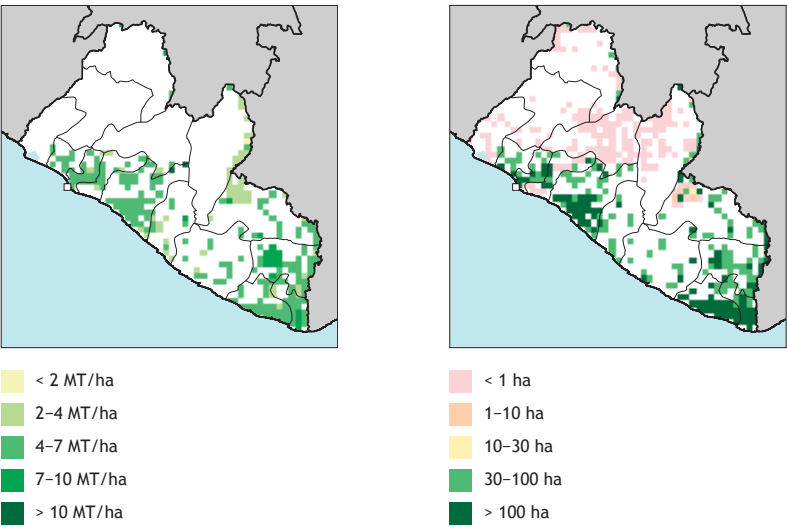 < 2 MT/ha
2–4 MT/ha
4–7 MT/ha
7–10 MT/ha
> 10 MT/ha
< 1 ha
1–10 ha
10–30 ha
30–100 ha
> 100 ha